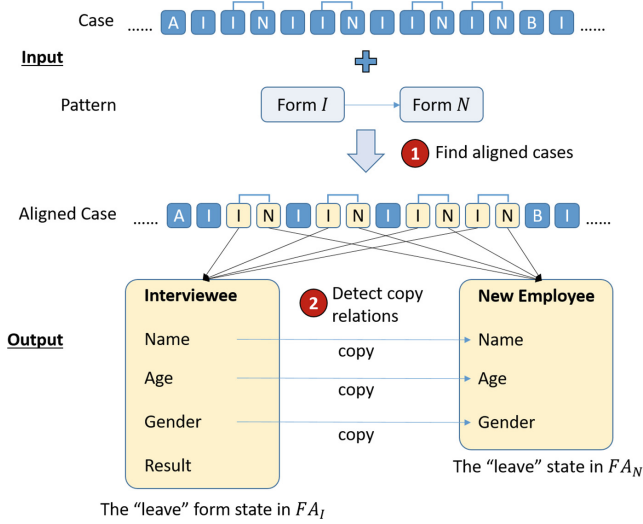 Case ...... A I I N I I N I I N I N B I ......
Input
Pattern Form I Form N
1 Find aligned cases
Aligned Case ...... A I I N I I N I I N I N B I ......
Interviewee 2 Detect copy New Employee
relations
Output
Name Name
copy
Age Age
copy
Gender Gender
copy
Result
The “leave” state in FA_N
The “leave” form state in FA_I